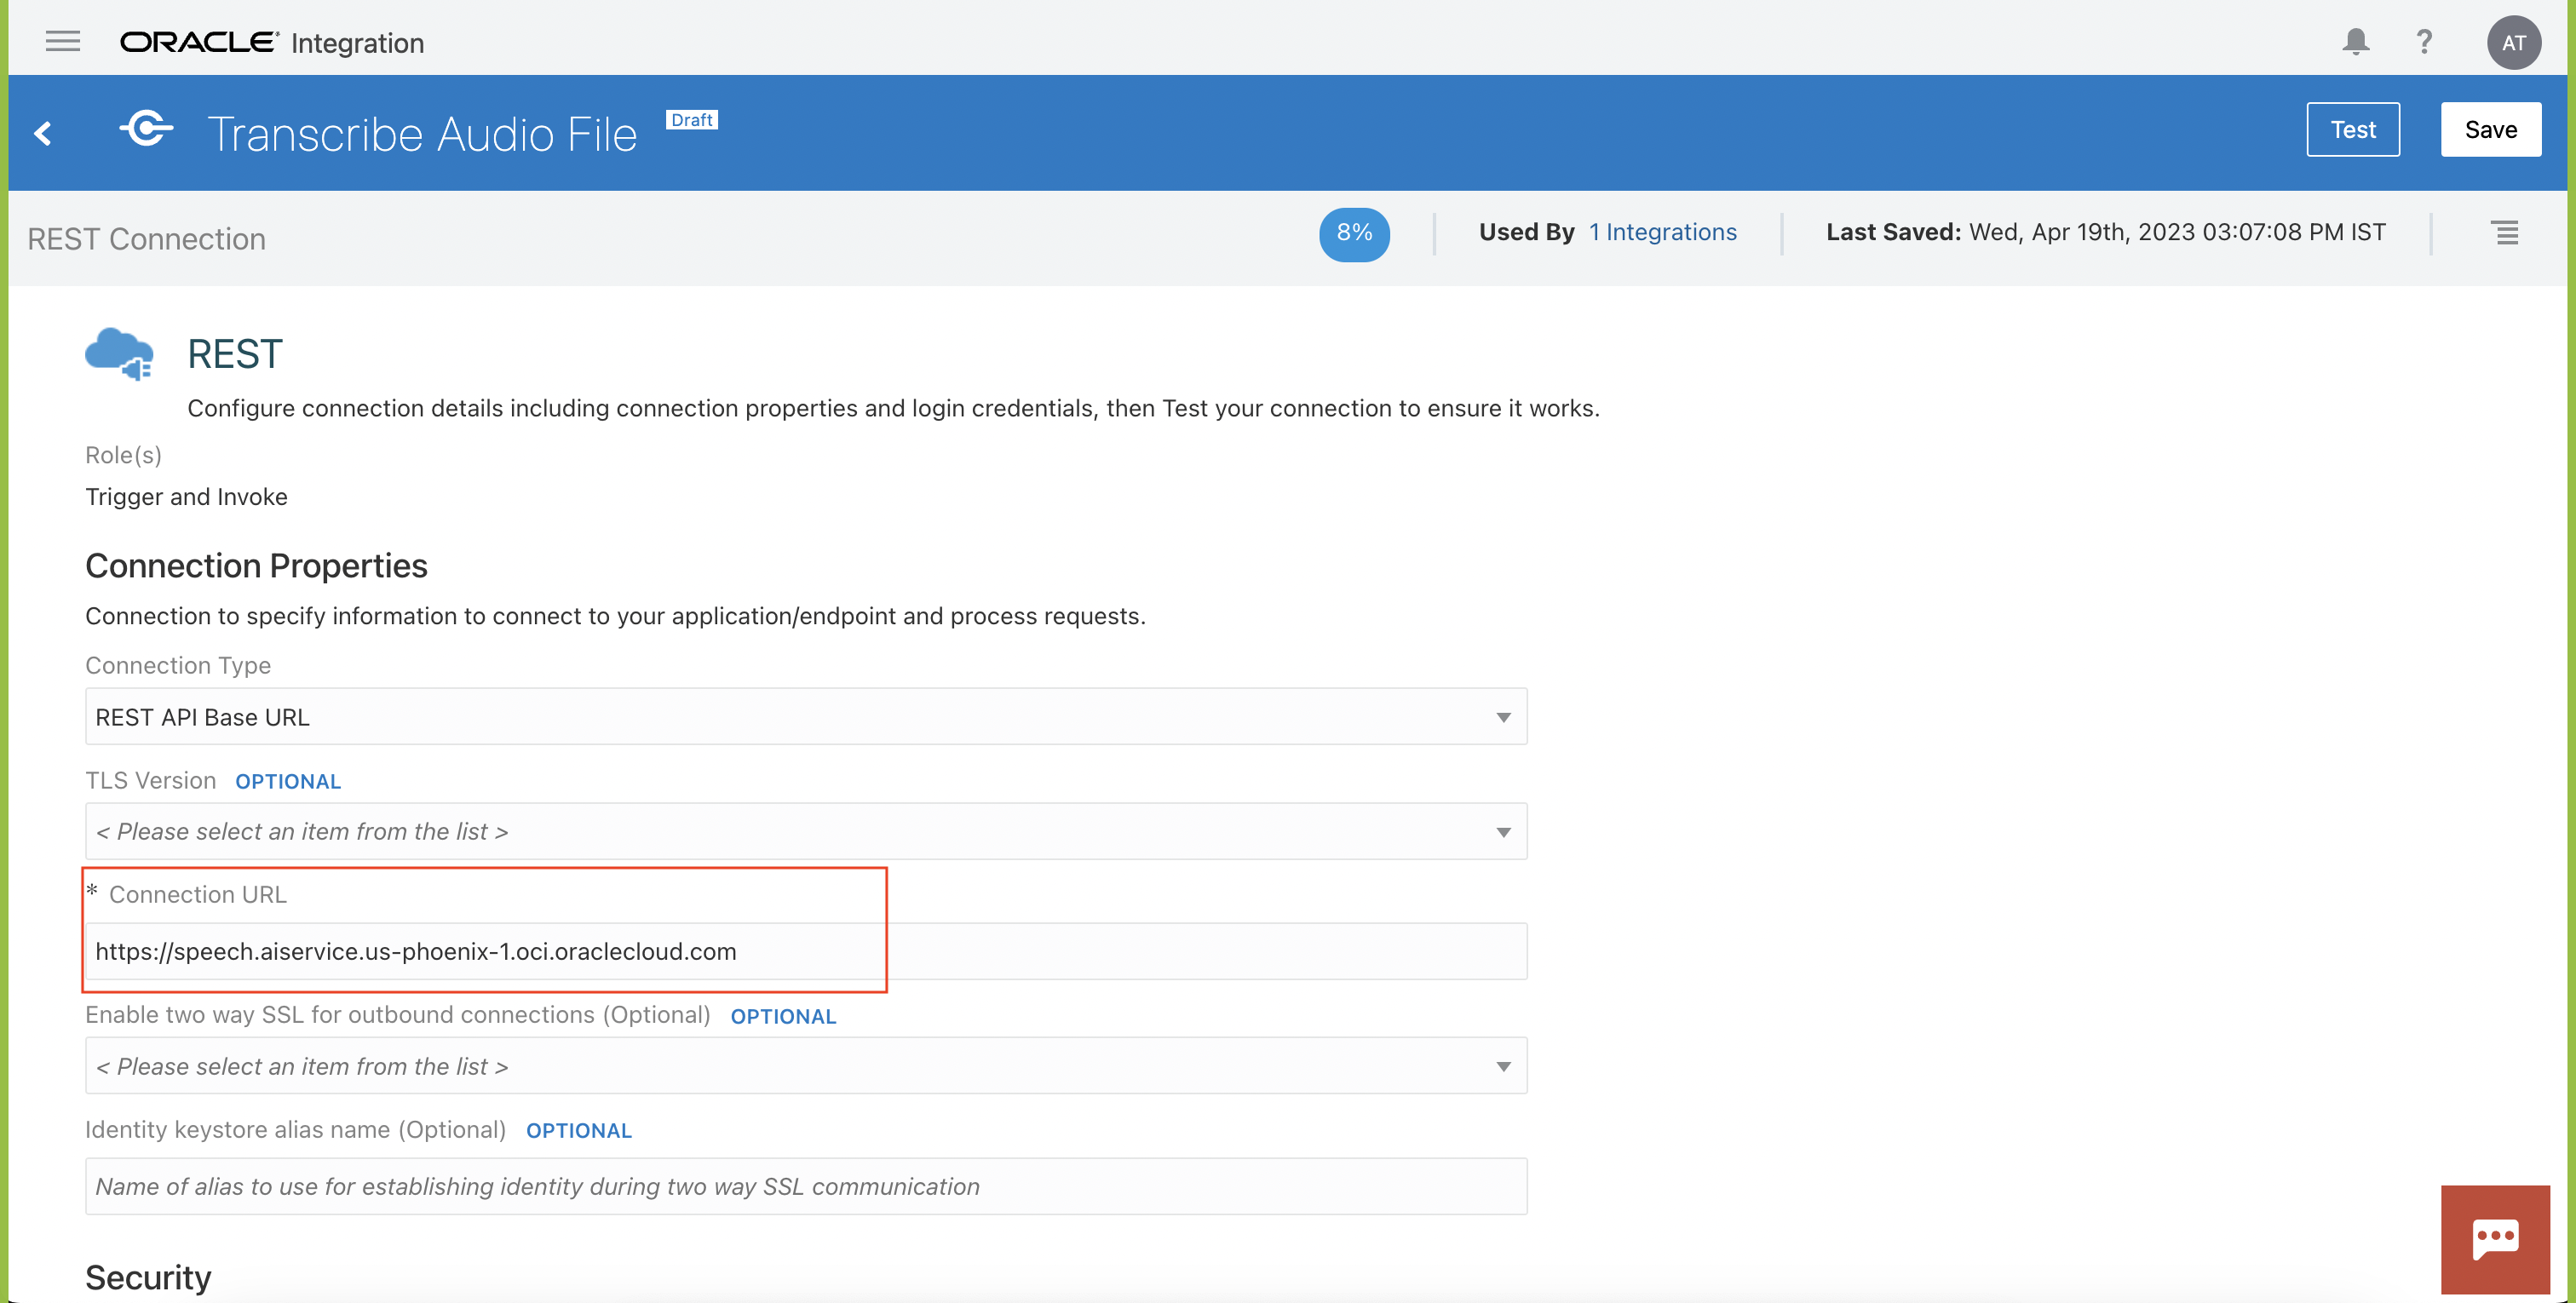 ORACLE Integration
?
AT
Transcribe Audio File
Draft
Test
Save
REST Connection
8%
Used By 1 Integrations
Last Saved: Wed, Apr 19th, 2023 03:07:08 PM IST
REST
Configure connection details including connection properties and login credentials, then Test your connection to ensure it works.
Role(s)
Trigger and Invoke
Connection Properties
Connection to specify information to connect to your application/endpoint and process requests.
Connection Type
REST API Base URL
TLS Version OPTIONAL
< Please select an item from the list >
* Connection URL
https://speech.aiservice.us-phoenix-1.oci.oraclecloud.com
Enable two way SSL for outbound connections (Optional) OPTIONAL
< Please select an item from the list >
Identity keystore alias name (Optional) OPTIONAL
Name of alias to use for establishing identity during two way SSL communication
Security